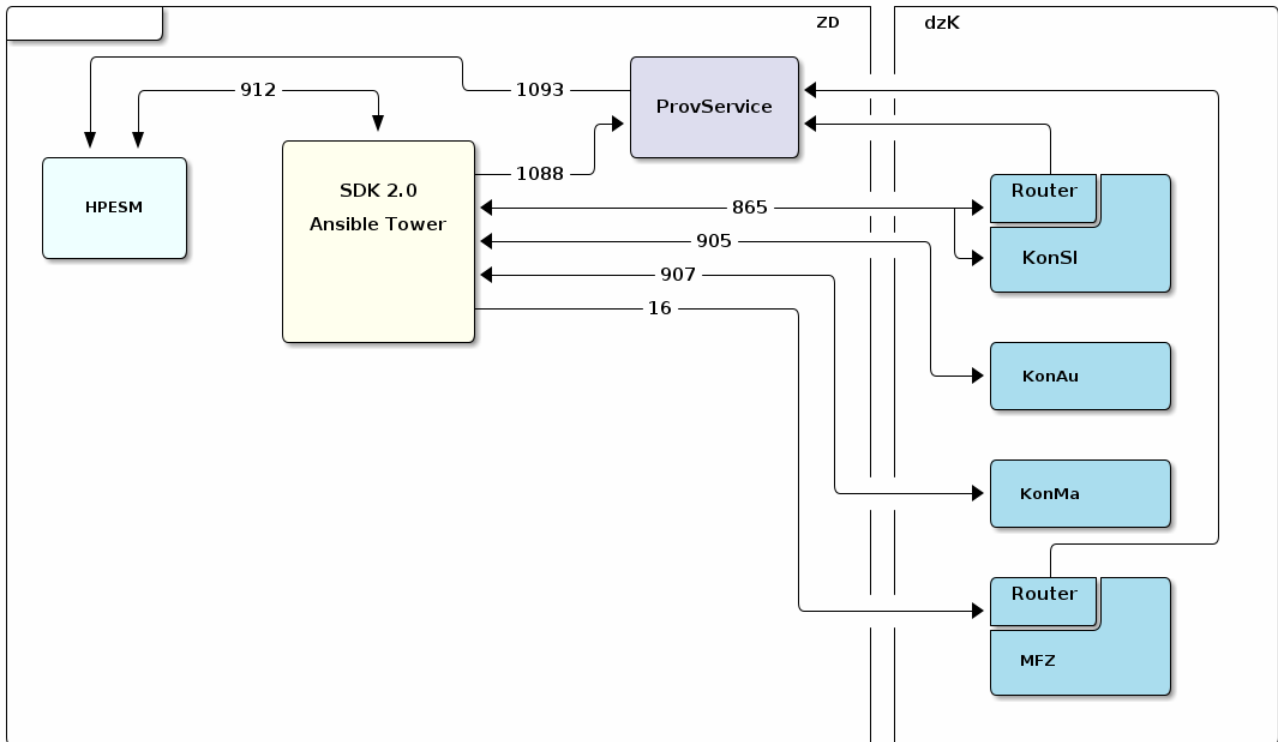 ZD
dzK
912
1093
ProvService
1088
HPESM
SDK 2.0
Ansible Tower
865
905
907
16
Router
KonSl
KonAu
KonMa
Router
MFZ